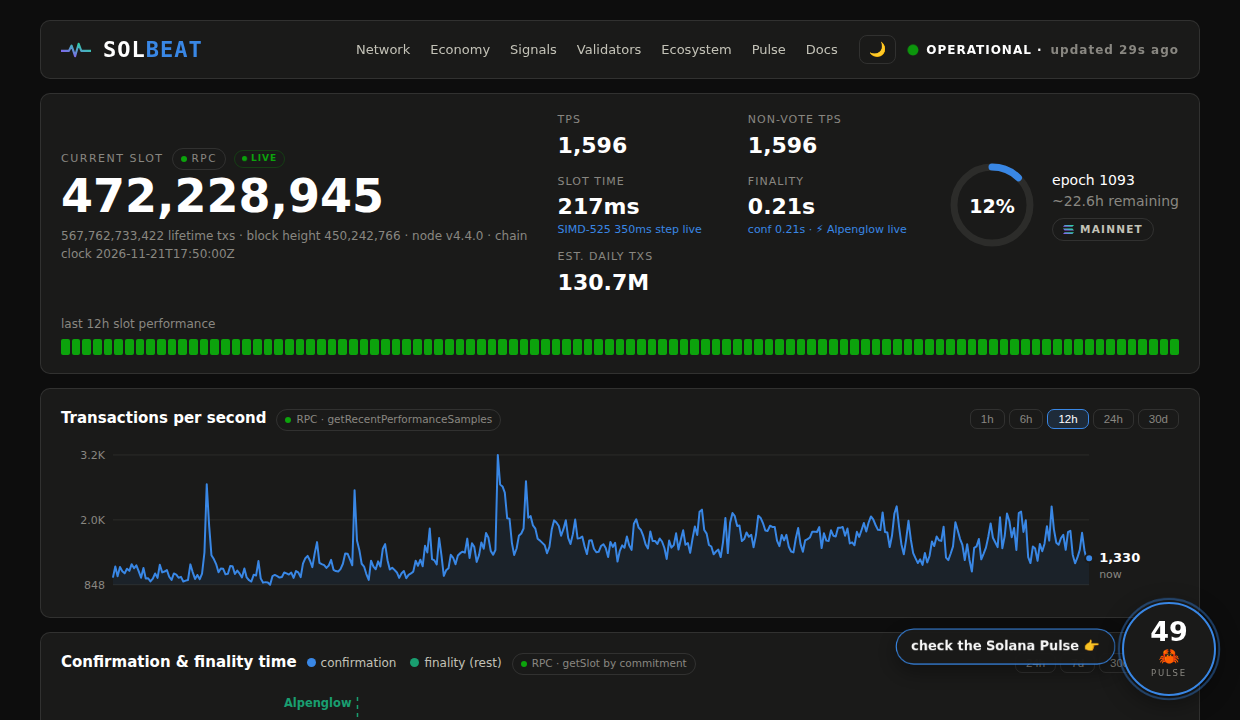 SOLBEAT
Network Economy Signals Validators Ecosystem Pulse Docs
OPERATIONAL · updated 29s ago
CURRENT SLOT RPC LIVE
472,228,945
567,762,733,422 lifetime txs · block height 450,242,766 · node v4.4.0 · chain
clock 2026-11-21T17:50:00Z
TPS
1,596
NON-VOTE TPS
1,596
SLOT TIME
217ms
SIMD-525 350ms step live
FINALITY
0.21s
conf 0.21s · ⚡ Alpenglow live
EST. DAILY TXS
130.7M
12%
epoch 1093
~22.6h remaining
MAINNET
last 12h slot performance
Transactions per second RPC · getRecentPerformanceSamples
1h 6h 12h 24h 30d
3.2K
2.0K
848
1,330
now
Confirmation & finality time confirmation finality (rest) RPC · getSlot by commitment
Alpenglow
check the Solana Pulse 👉
49
🦀
PULSE